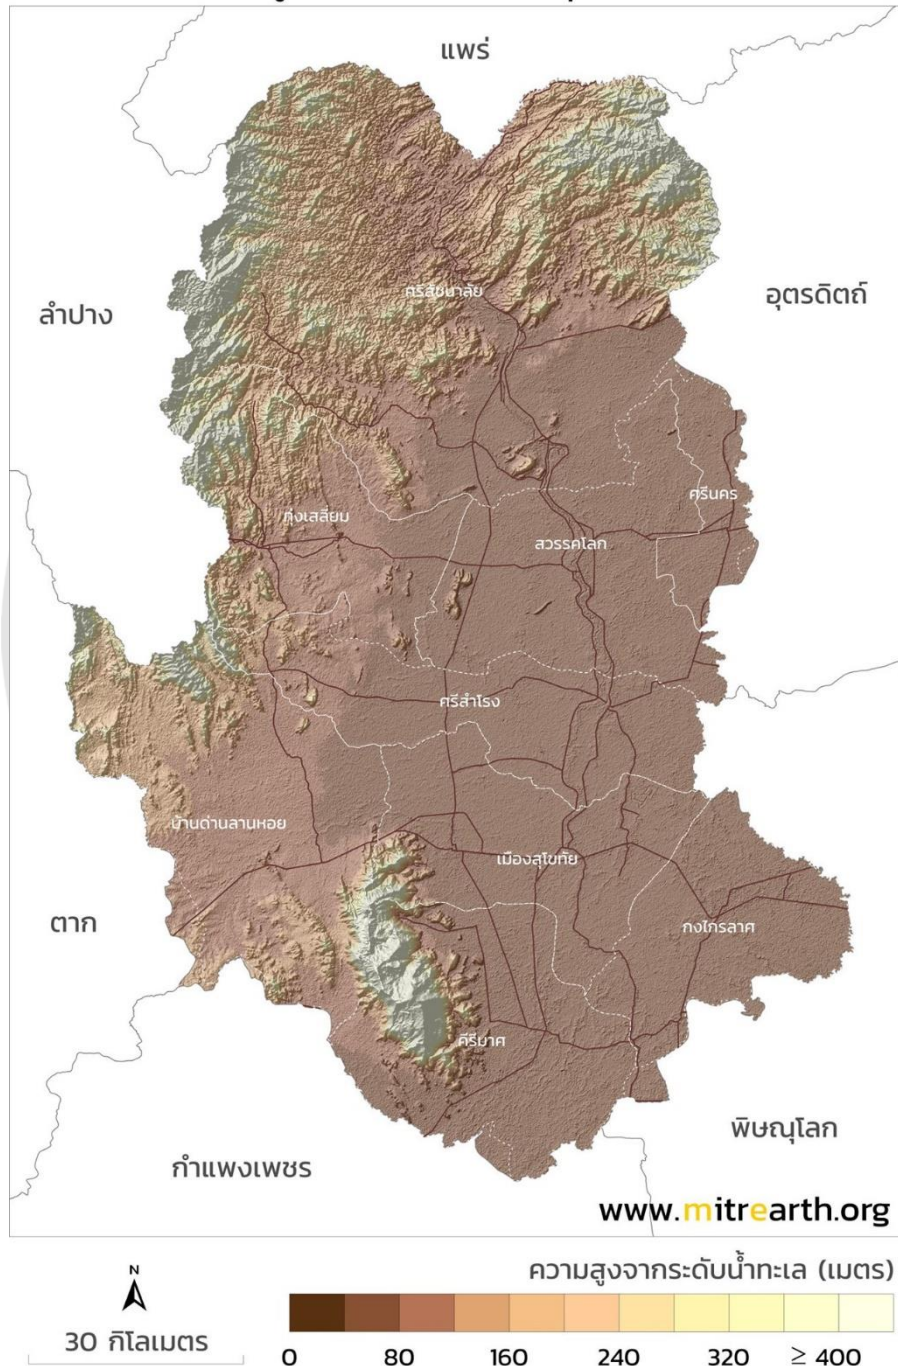 แพร่
ลำปาง
อุตรดิตถ์
ศรีสัชนาลัย
ศรีนคร
ทุ่งเสลี่ยม
สวรรคโลก
ศรีสำโรง
บ้านด่านลานหอย
เมืองสุโขทัย
ตาก
กงไกรลาศ
คีรีมาศ
พิษณุโลก
กำแพงเพชร
www.mitrearth.org
N
ความสูงจากระดับน้ำทะเล (เมตร)
30 กิโลเมตร
0 80 160 240 320 ≥ 400